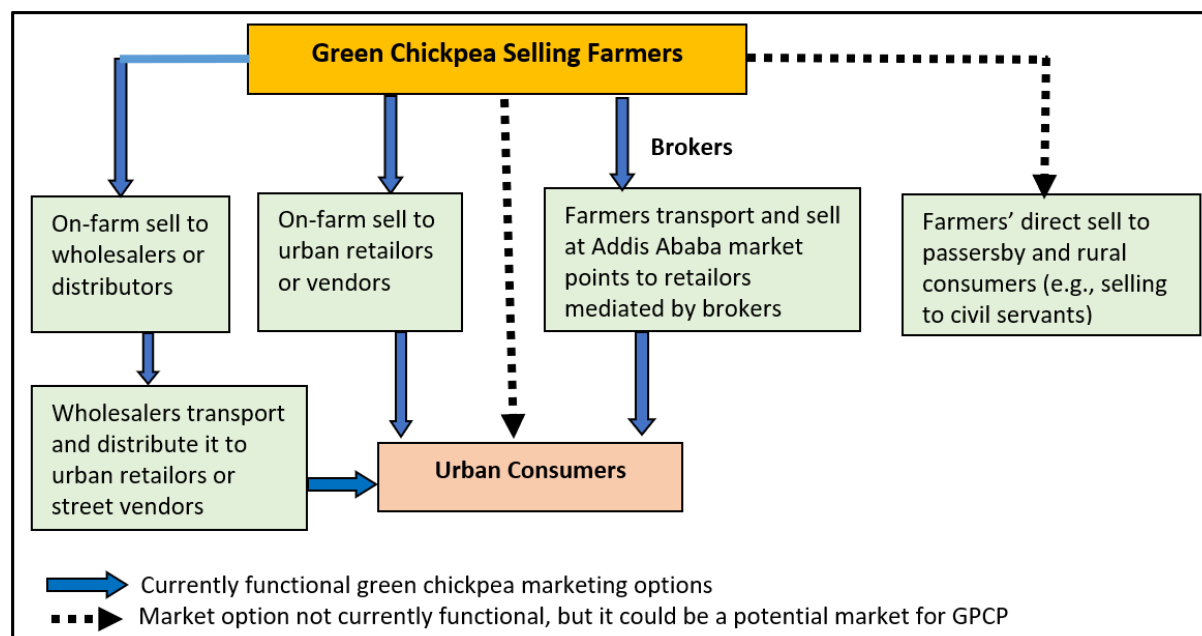 Green Chickpea Selling Farmers
Brokers
On-farm sell to
wholesalers or
distributors
On-farm sell to
urban retailors
or vendors
Farmers transport and sell
at Addis Ababa market
points to retailors
mediated by brokers
Farmers’ direct sell to
passersby and rural
consumers (e.g., selling
to civil servants)
Wholesalers transport
and distribute it to
urban retailors or
street vendors
Urban Consumers
Currently functional green chickpea marketing options
Market option not currently functional, but it could be a potential market for GPCP